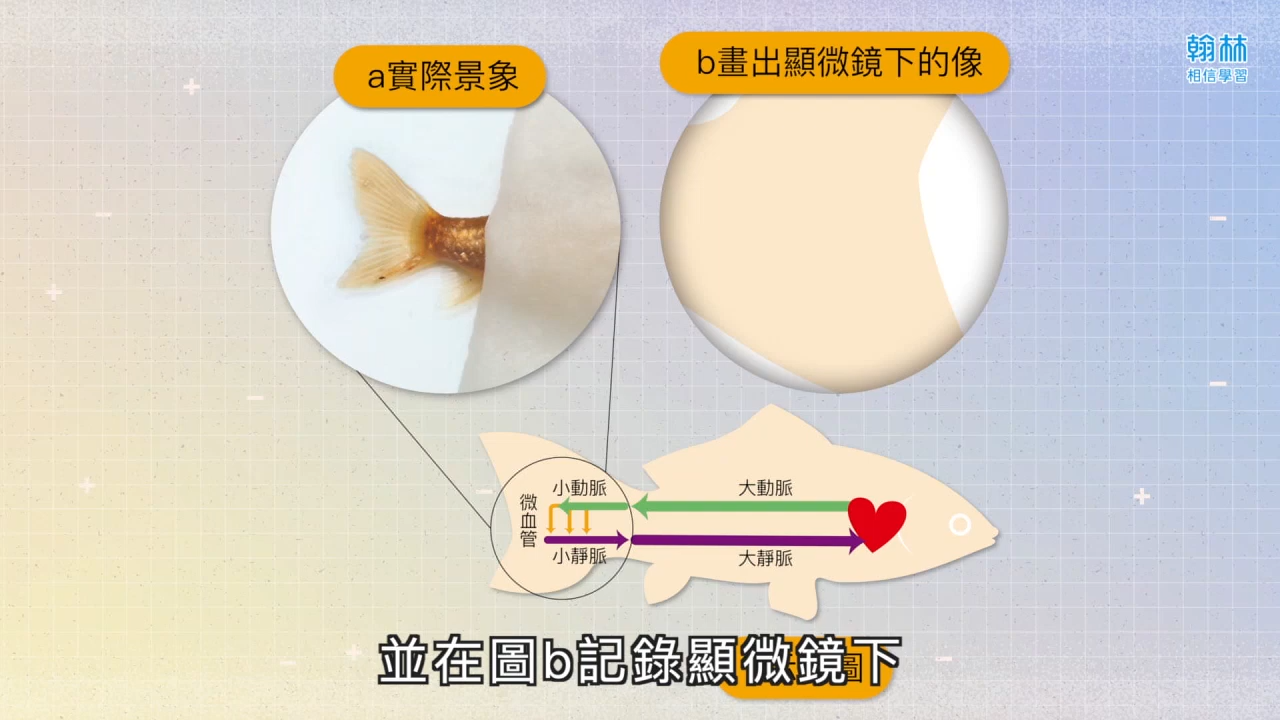 a實際景象
b畫出顯微鏡下的像
翰林
相信學習
小動脈
大動脈
微血管
小靜脈
大靜脈
並在圖b記錄顯微鏡下
圖